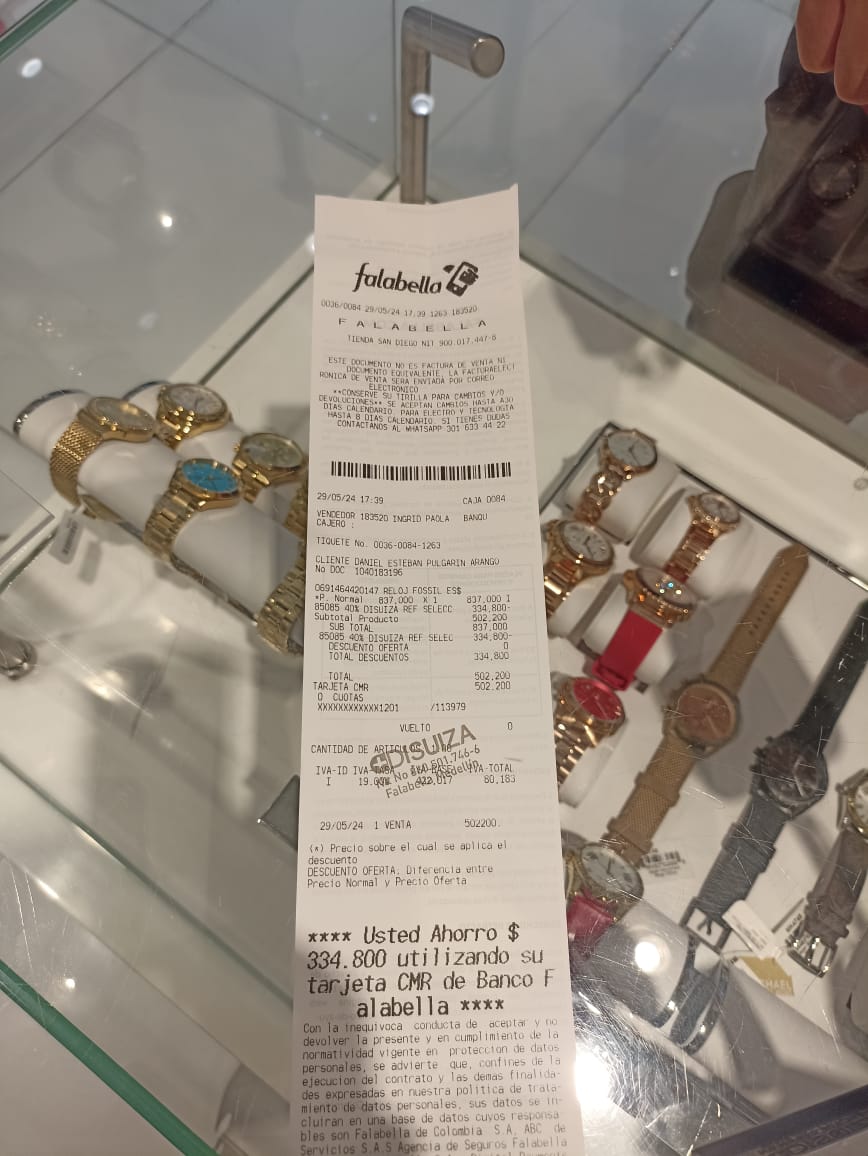 falabella
0036/0084 29/05/24 17:39 1263 183520
F A L A B E L L A
TIENDA SAN DIEGO NIT 900.017.447-8
ESTE DOCUMENTO NO ES FACTURA DE VENTA NI
DOCUMENTO EQUIVALENTE, LA FACTURAELECT
RONICA DE VENTA SERA ENVIADA POR CORREO
ELECTRONICO
**CONSERVE SU TIRILLA PARA CAMBIOS Y/O
DEVOLUCIONES** SE ACEPTAN CAMBIOS HASTA A30
DIAS CALENDARIO. PARA ELECTRO Y TECNOLOGIA
HASTA 8 DIAS CALENDARIO. SI TIENES DUDAS
CONTACTANOS AL WHATSAPP 301 633 44 22
29/05/24 17:39 CAJA 0084
VENDEDOR 183520 INGRID PAOLA BANQU
CAJERO :
TIQUETE No. 0036-0084-1263
CLIENTE DANIEL ESTEBAN PULGARIN ARANGO
No DOC 1040183196
0691464420147 RELOJ FOSSIL ES$
*P. Normal 837,000 X 1 837,000 I
85085 40% DISUIZA REF SELECC 334,800-
Subtotal Producto 502,200
SUB TOTAL 837,000
85085 40% DISUIZA REF SELEC 334,800-
DESCUENTO OFERTA 0
TOTAL DESCUENTOS 334,800
TOTAL 502,200
TARJETA CMR 502,200
0 CUOTAS
XXXXXXXXXXXX1201 /113979
VUELTO 0
CANTIDAD DE
DISUIZA
Falabella Medellín
IVA-ID IVA-TOTAL
I 19.00% 422,017 80,183
29/05/24 1 VENTA 502200.
(*) Precio sobre el cual se aplica el
descuento
DESCUENTO OFERTA: Diferencia entre
Precio Normal y Precio Oferta
**** Usted Ahorro $
334.800 utilizando su
tarjeta CMR de Banco F
alabella ****
Con la inequivoca conducta de aceptar y no
devolver la presente y en cumplimiento de la
normatividad vigente en proteccion de datos
personales, se advierte que, con fines de la
ejecucion del contrato y las demas finalida-
des expresadas en nuestra politica de trata-
miento de datos personales, sus datos se in-
cluiran en una base de datos cuyos responsa-
bles son Falabella de Colombia S.A, ABC de
Servicios S.A.S Agencia de Seguros Falabella